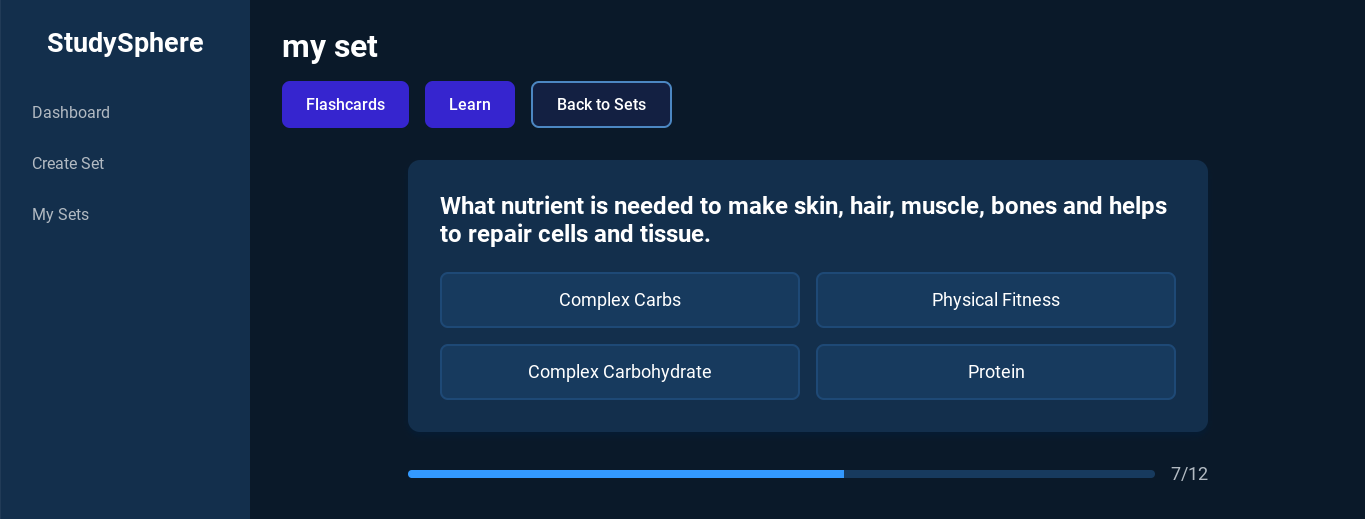 StudySphere
Dashboard
Create Set
My Sets
my set
Flashcards
Learn
Back to Sets
What nutrient is needed to make skin, hair, muscle, bones and helps
to repair cells and tissue.
Complex Carbs
Physical Fitness
Complex Carbohydrate
Protein
7/12